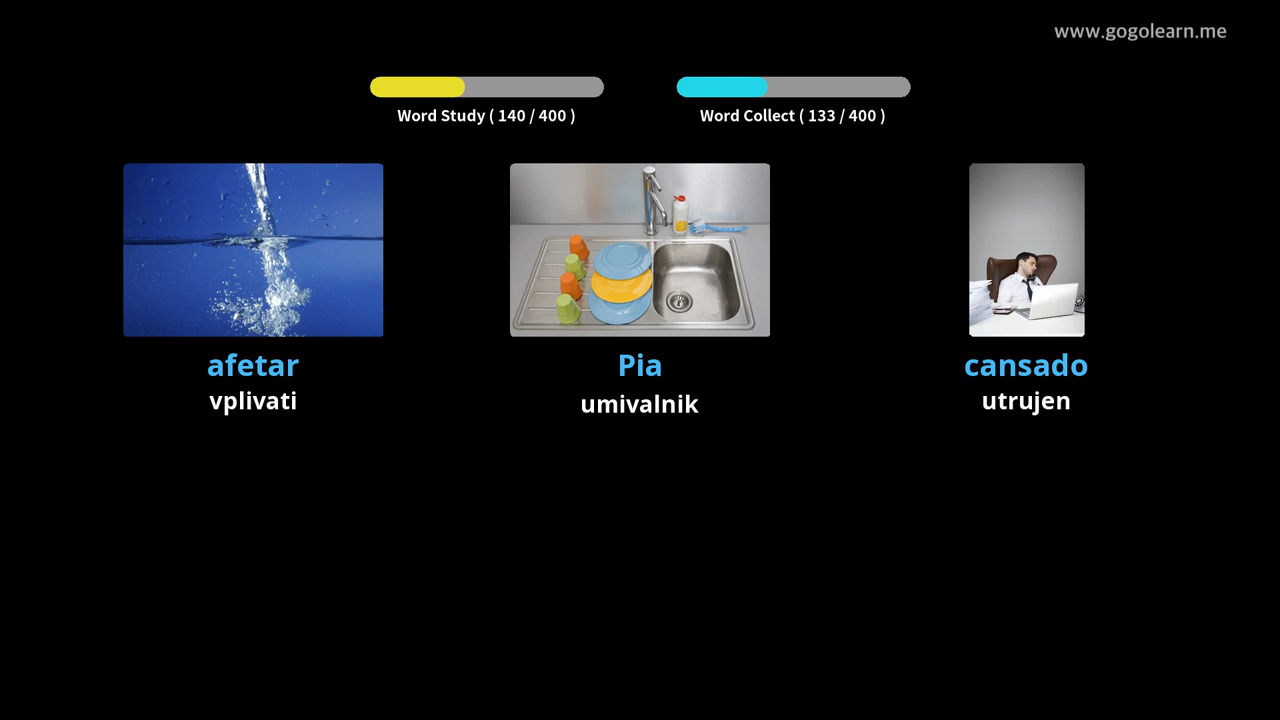 www.gogolearn.me
Word Study ( 140 / 400 )
Word Collect ( 133 / 400 )
afetar
vplivati
Pia
umivalnik
cansado
utrujen